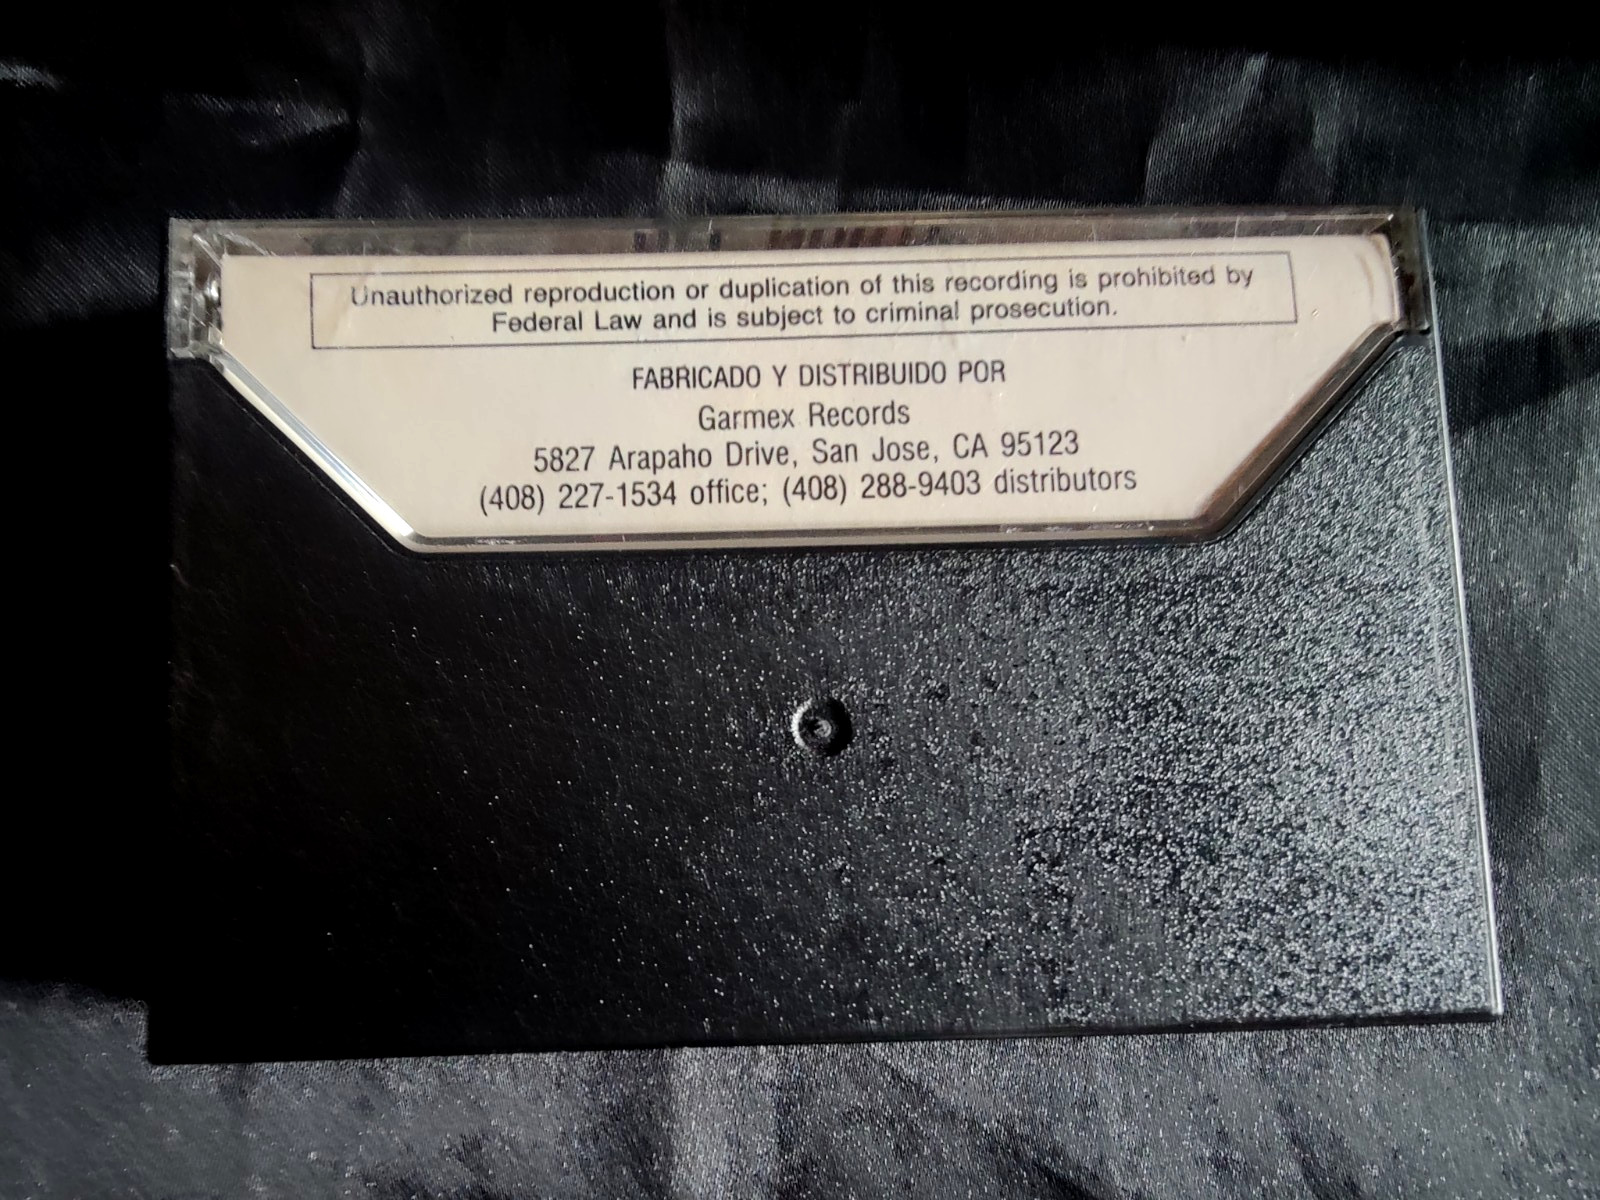 Unauthorized reproduction or duplication of this recording is prohibited by
Federal Law and is subject to criminal prosecution.
FABRICADO Y DISTRIBUIDO POR
Garmex Records
5827 Arapaho Drive, San Jose, CA 95123
(408) 227-1534 office; (408) 288-9403 distributors